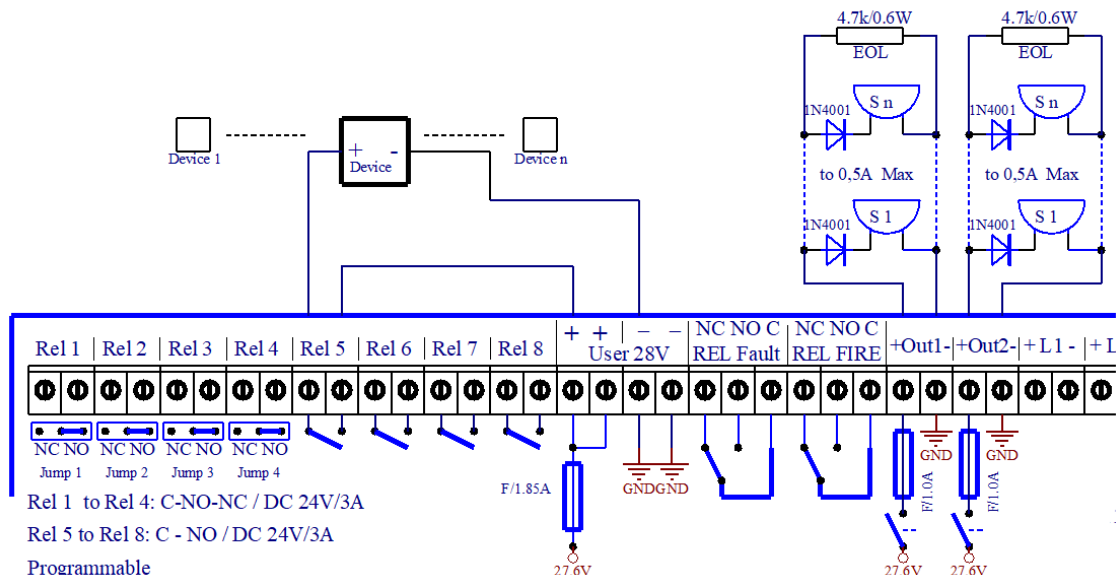 4.7k/0.6W 4.7k/0.6W
EOL EOL
1N4001 S n 1N4001 S n
Device 1 + - Device Device n
to 0,5A Max to 0,5A Max
1N4001 S 1 1N4001 S 1
Rel 1 Rel 2 Rel 3 Rel 4 Rel 5 Rel 6 Rel 7 Rel 8
+ + - -
User 28V
NC NO C NC NO C
REL Fault REL FIRE
+Out1- +Out2- + L 1 - + L
NC NO NC NO NC NO NC NO
Jump 1 Jump 2 Jump 3 Jump 4
GND GND
F/1.85A GND GND F/1.0A F/1.0A
Rel 1 to Rel 4: C-NO-NC / DC 24V/3A
Rel 5 to Rel 8: C - NO / DC 24V/3A
Programmable
27.6V 27.6V 27.6V